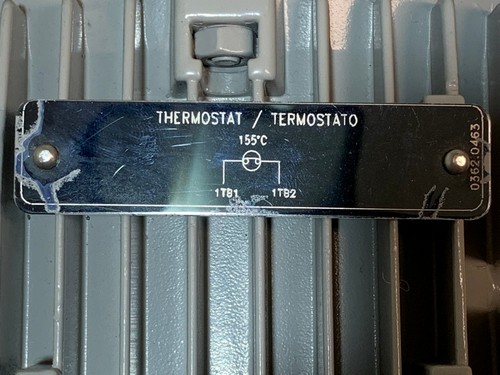 THERMOSTAT / TERMOSTATO
155°C
1TB1 1TB2
0362.0463